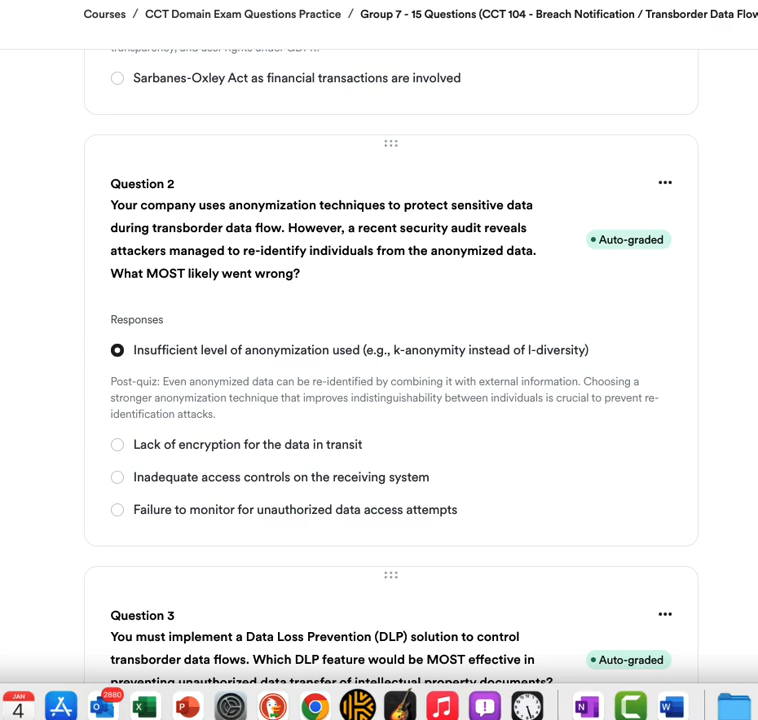 Courses / CCT Domain Exam Questions Practice / Group 7 - 15 Questions (CCT 104 - Breach Notification / Transborder Data Flow
Sarbanes-Oxley Act as financial transactions are involved
Question 2
Your company uses anonymization techniques to protect sensitive data
during transborder data flow. However, a recent security audit reveals
attackers managed to re-identify individuals from the anonymized data.
What MOST likely went wrong?
Auto-graded
Responses
Insufficient level of anonymization used (e.g., k-anonymity instead of l-diversity)
Post-quiz: Even anonymized data can be re-identified by combining it with external information. Choosing a
stronger anonymization technique that improves indistinguishability between individuals is crucial to prevent re-
identification attacks.
Lack of encryption for the data in transit
Inadequate access controls on the receiving system
Failure to monitor for unauthorized data access attempts
Question 3
You must implement a Data Loss Prevention (DLP) solution to control
transborder data flows. Which DLP feature would be MOST effective in
preventing unauthorized data transfer of intellectual property documents?
Auto-graded
JAN
4
2880